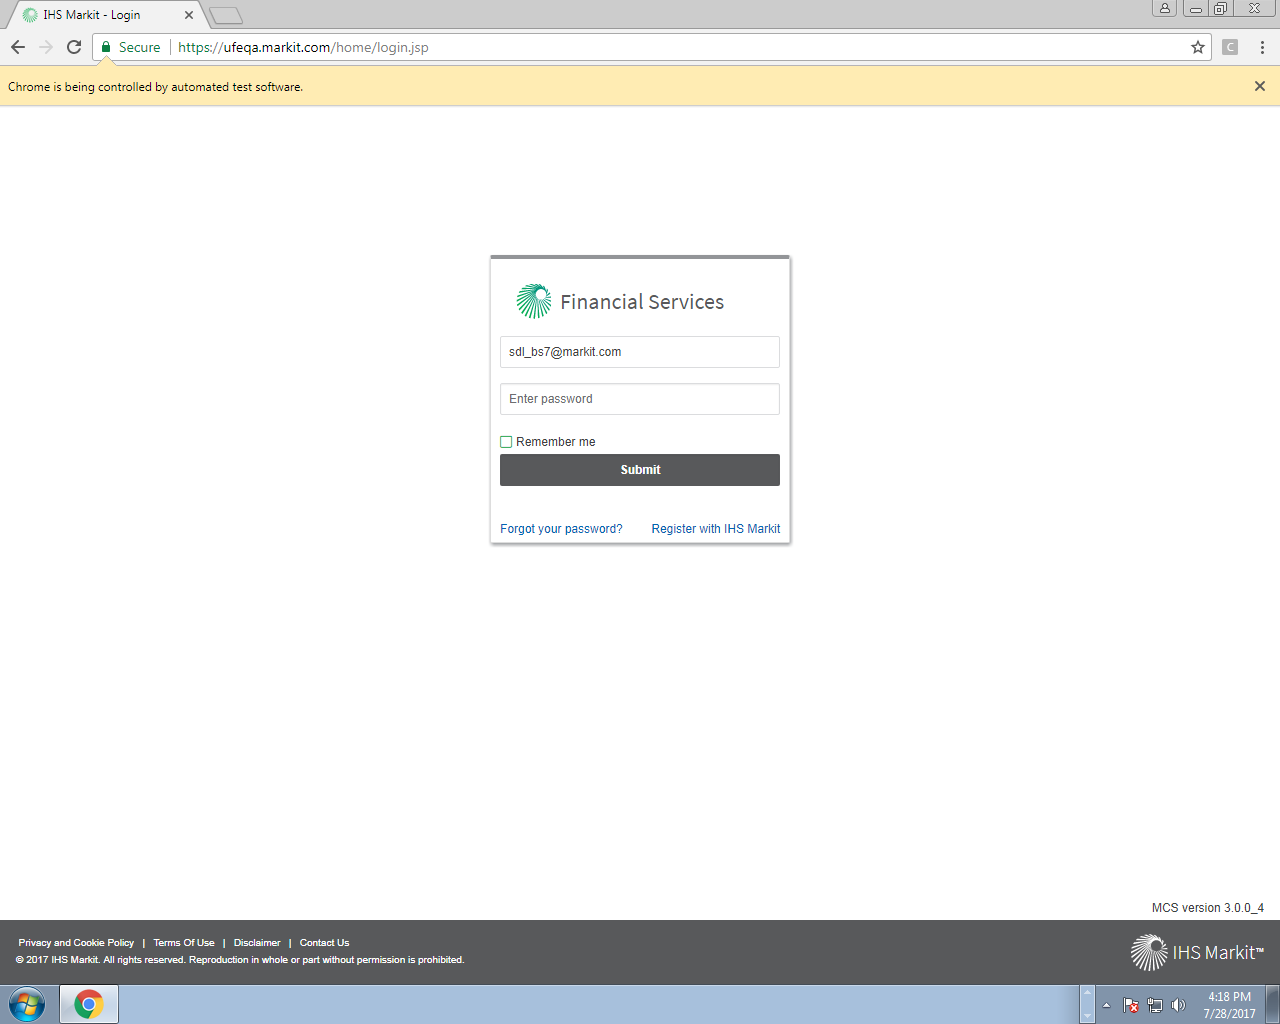 IHS Markit - Login
Secure
https://ufeqa.markit.com/home/login.jsp
C
Chrome is being controlled by automated test software.
Financial Services
sdl_bs7@markit.com
Enter password
Remember me
Submit
Forgot your password?
Register with IHS Markit
MCS version 3.0.0_4
Privacy and Cookie Policy | Terms Of Use | Disclaimer | Contact Us
© 2017 IHS Markit. All rights reserved. Reproduction in whole or part without permission is prohibited.
IHS Markit™
4:18 PM
7/28/2017